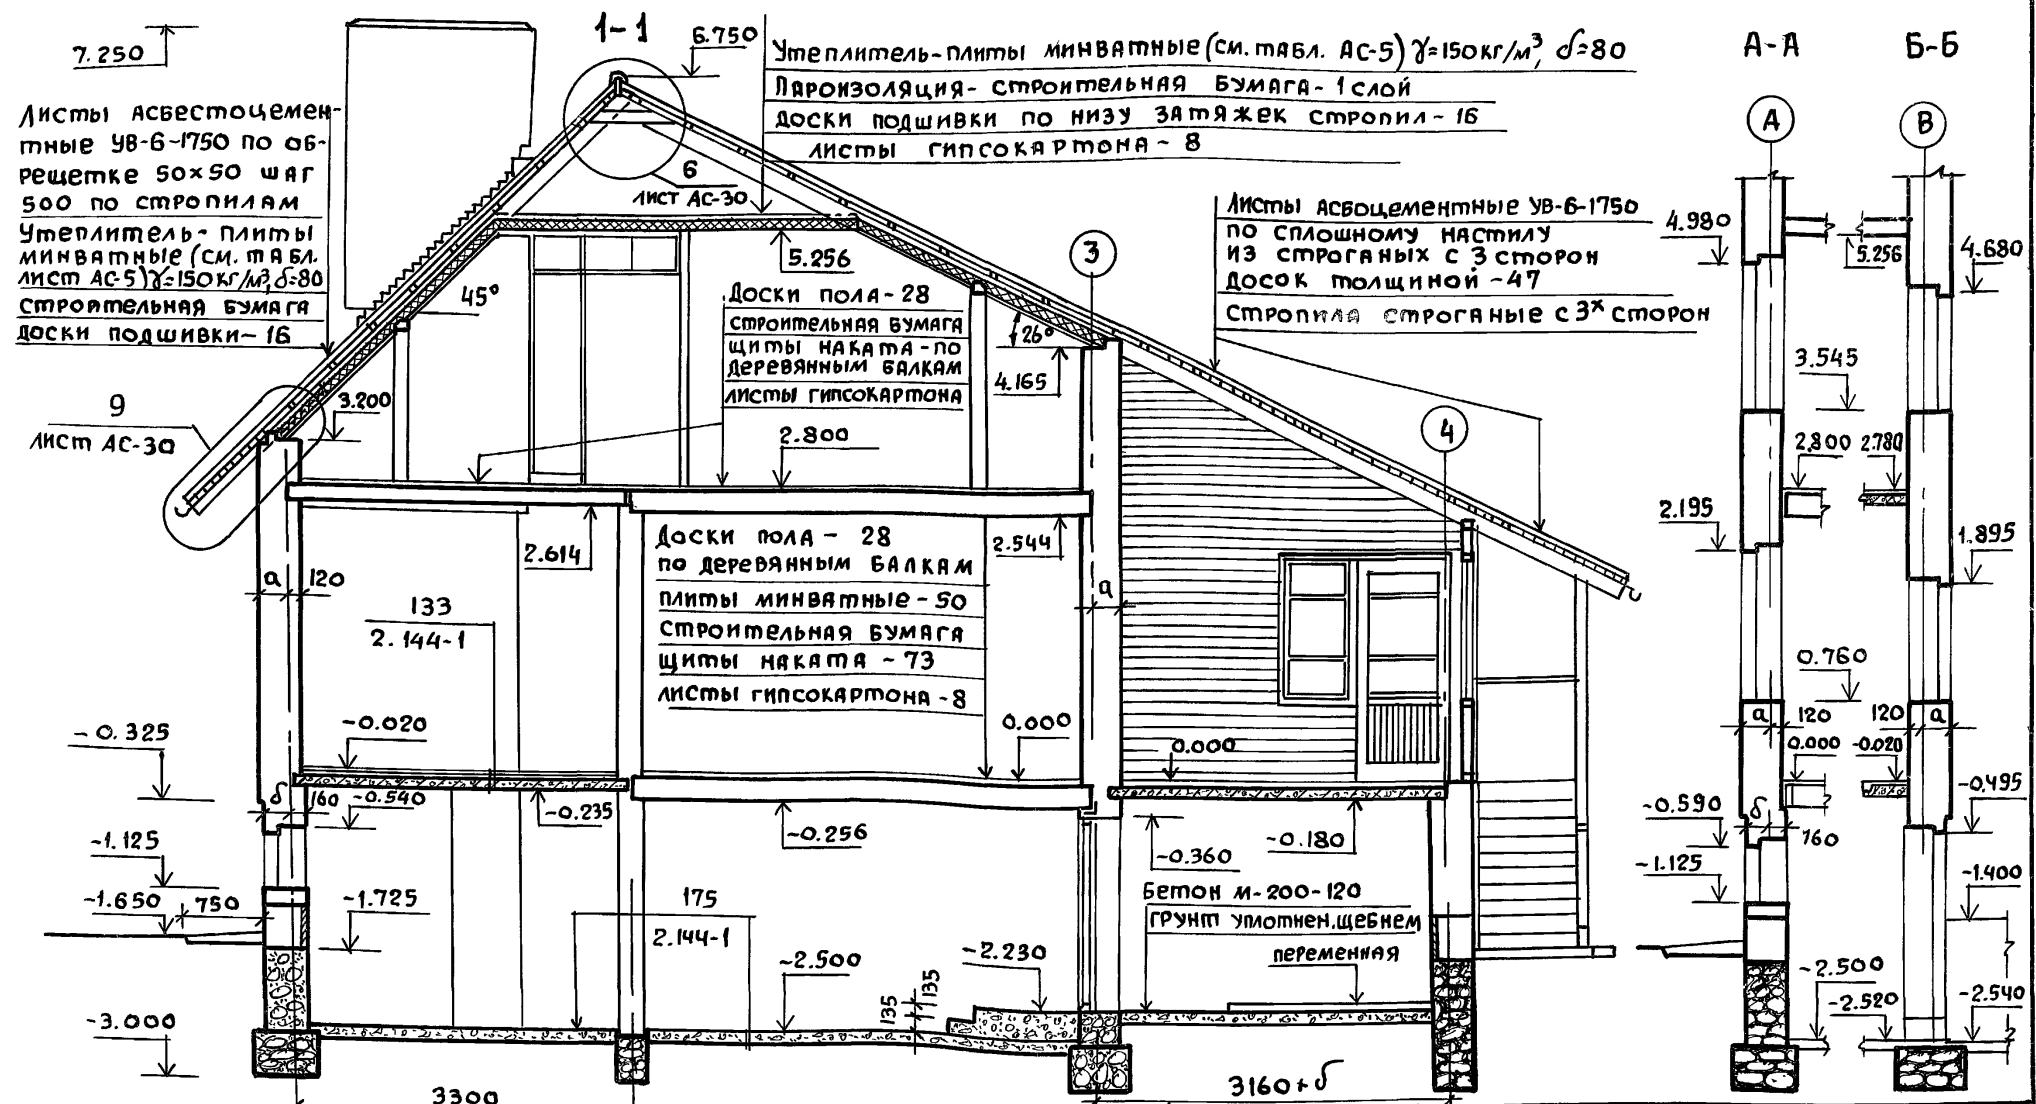 7.250
1-1
6.750
Утеплитель-плиты минватные (см. табл. АС-5) γ=150кг/м³, δ=80
Пароизоляция- строительная бумага- 1 слой
Доски подшивки по низу затяжек стропил- 16
Листы гипсокартона- 8
А-А
Б-Б
А
В
Листы асбестоцемен-
тные УВ-6-1750 по об-
решетке 50×50 шаг
500 по стропилам
Утеплитель- плиты
минватные (см. табл.
лист АС-5) γ=150кг/м³, δ=80
строительная бумага
доски подшивки- 16
6
лист АС-30
45°
5.256
3
Листы асбоцементные УВ-6-1750
по сплошному настилу
из строганых с 3 сторон
досок толщиной -47
Стропила строганые с 3х сторон
4.980
5.256
4.680
Доски пола- 28
строительная бумага
щиты наката-по
деревянным балкам
листы гипсокартона
26°
4.165
3.545
9
лист АС-30
3.200
2.800
4
2.800
2.780
2.195
1.895
2.614
Доски пола - 28
по деревянным балкам
плиты минватные-50
строительная бумага
щиты наката -73
листы гипсокартона -8
2.544
а
120
133
2.144-1
а
0.760
а
120
120
а
-0.325
-0.020
0.000
0.000
0.000
-0.020
δ
160
-0.540
-0.235
-0.256
-0.360
-0.180
-0.590
δ
160
-0.495
-1.125
-1.125
-1.400
-1.650
750
-1.725
175
2.144-1
Бетон М-200-120
Грунт уплотнен.щебнем
переменная
-2.500
-2.230
135
135
-2.500
-2.520
-2.540
-3.000
3300
3160+δ